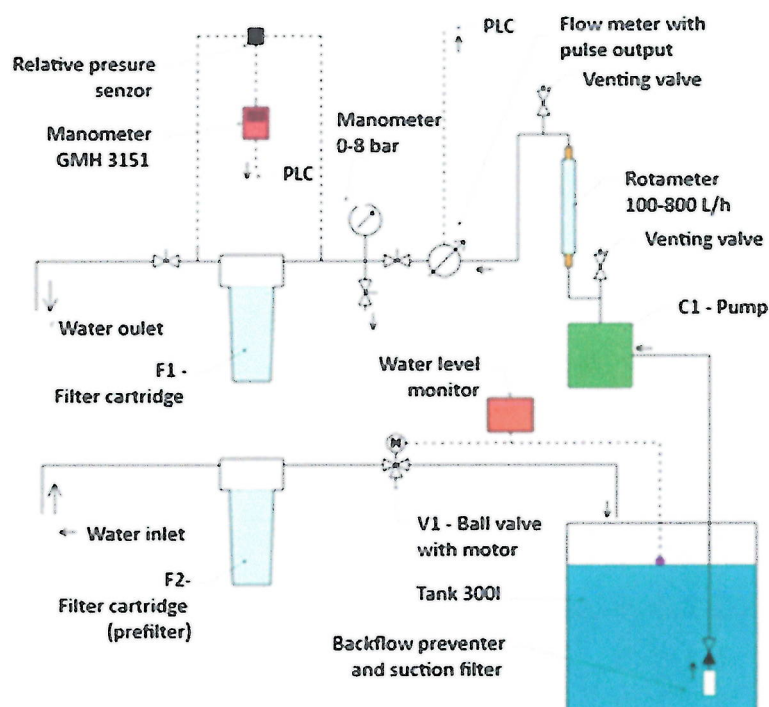 PLC
Flow meter with
pulse output
Venting valve
Relative presure
senzor
Manometer
GMH 3151
PLC
Manometer
0-8 bar
Rotameter
100-800 L/h
Venting valve
C1 - Pump
Water oulet
F1 -
Filter cartridge
Water level
monitor
Water inlet
F2-
Filter cartridge
(prefilter)
V1 - Ball valve
with motor
Tank 300l
Backflow preventer
and suction filter
M